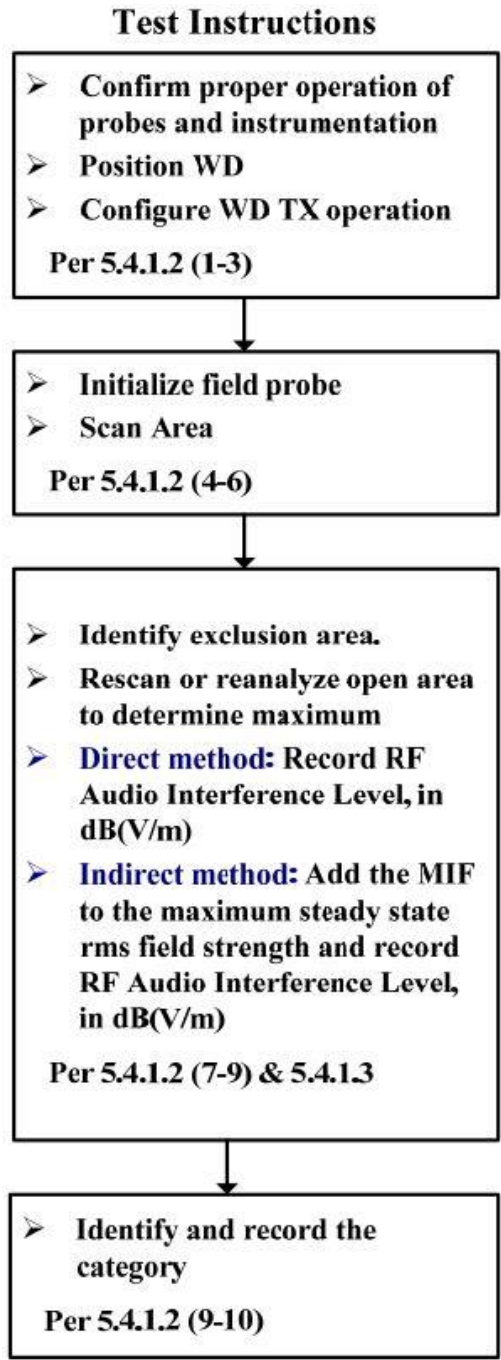 Test Instructions
➢ Confirm proper operation of
probes and instrumentation
➢ Position WD
➢ Configure WD TX operation
Per 5.4.1.2 (1-3)
➢ Initialize field probe
➢ Scan Area
Per 5.4.1.2 (4-6)
➢ Identify exclusion area.
➢ Rescan or reanalyze open area
to determine maximum
➢ Direct method: Record RF
Audio Interference Level, in
dB(V/m)
➢ Indirect method: Add the MIF
to the maximum steady state
rms field strength and record
RF Audio Interference Level,
in dB(V/m)
Per 5.4.1.2 (7-9) & 5.4.1.3
➢ Identify and record the
category
Per 5.4.1.2 (9-10)